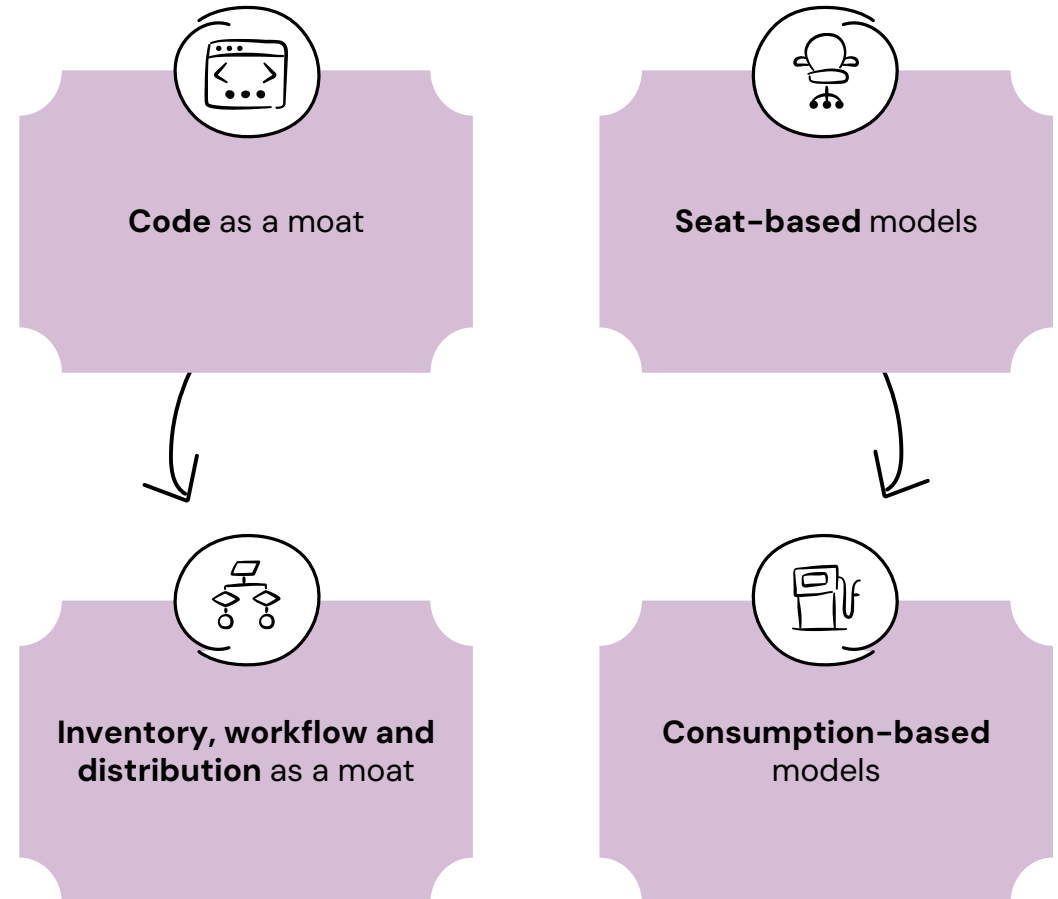 Code as a moat
Seat-based models
Inventory, workflow and
distribution as a moat
Consumption-based
models